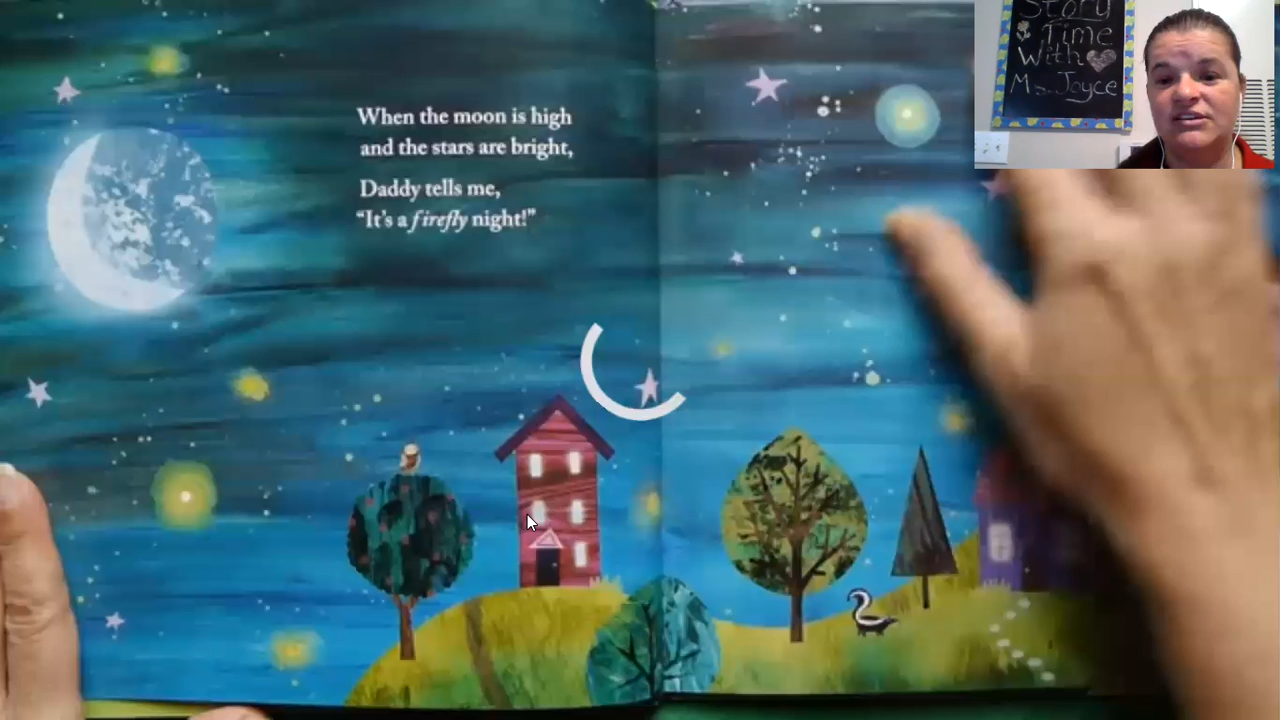 When the moon is high
and the stars are bright,
Daddy tells me,
“It’s a firefly night!”
Story
Time
With
Ms. Joyce